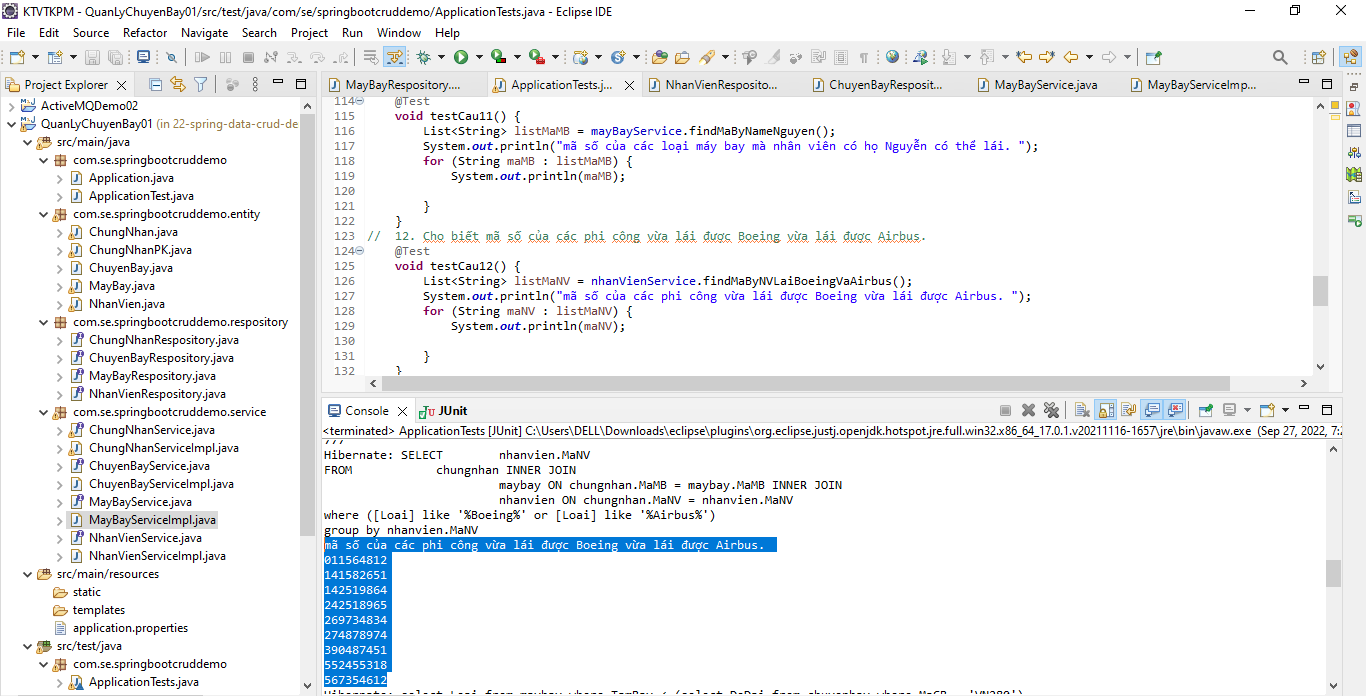 KTVTKPM - QuanLyChuyenBay01/src/test/java/com/se/springbootcruddemo/ApplicationTests.java - Eclipse IDE
File Edit Source Refactor Navigate Search Project Run Window Help
Project Explorer
ActiveMQDemo02
QuanLyChuyenBay01 (in 22-spring-data-crud-de
src/main/java
com.se.springbootcruddemo
Application.java
ApplicationTest.java
com.se.springbootcruddemo.entity
ChungNhan.java
ChungNhanPK.java
ChuyenBay.java
MayBay.java
NhanVien.java
com.se.springbootcruddemo.respository
ChungNhanRespository.java
ChuyenBayRespository.java
MayBayRespository.java
NhanVienRespository.java
com.se.springbootcruddemo.service
ChungNhanService.java
ChungNhanServiceImpl.java
ChuyenBayService.java
ChuyenBayServiceImpl.java
MayBayService.java
MayBayServiceImpl.java
NhanVienService.java
NhanVienServiceImpl.java
src/main/resources
static
templates
application.properties
src/test/java
com.se.springbootcruddemo
ApplicationTests.java
MayBayRespository.... ApplicationTests.j... NhanVienResposito... ChuyenBayResposit... MayBayService.java MayBayServiceImp...
114 @Test
115 void testCau11() {
116 List<String> listMaMB = mayBayService.findMaByNameNguyen();
117 System.out.println("mã số của các loại máy bay mà nhân viên có họ Nguyễn có thể lái. ");
118 for (String maMB : listMaMB) {
119 System.out.println(maMB);
120
121 }
122 }
123 // 12. Cho biết mã số của các phi công vừa lái được Boeing vừa lái được Airbus.
124 @Test
125 void testCau12() {
126 List<String> listMaNV = nhanVienService.findMaByNVLaiBoeingVaAirbus();
127 System.out.println("mã số của các phi công vừa lái được Boeing vừa lái được Airbus. ");
128 for (String maNV : listMaNV) {
129 System.out.println(maNV);
130
131 }
132 }
Console JUnit
<terminated> ApplicationTests [JUnit] C:\Users\DELL\Downloads\eclipse\plugins\org.eclipse.justj.openjdk.hotspot.jre.full.win32.x86_64_17.0.1.v20211116-1657\jre\bin\javaw.exe (Sep 27, 2022, 7:2
Hibernate: SELECT nhanvien.MaNV
FROM chungnhan INNER JOIN
maybay ON chungnhan.MaMB = maybay.MaMB INNER JOIN
nhanvien ON chungnhan.MaNV = nhanvien.MaNV
where ([Loai] like '%Boeing%' or [Loai] like '%Airbus%')
group by nhanvien.MaNV
mã số của các phi công vừa lái được Boeing vừa lái được Airbus.
011564812
141582651
142519864
242518965
269734834
274878974
390487451
552455318
567354612
Hibernate: select Loai from maybay where TamBay < (select DoDai from chuyenbay where MaCB = 'VN280')